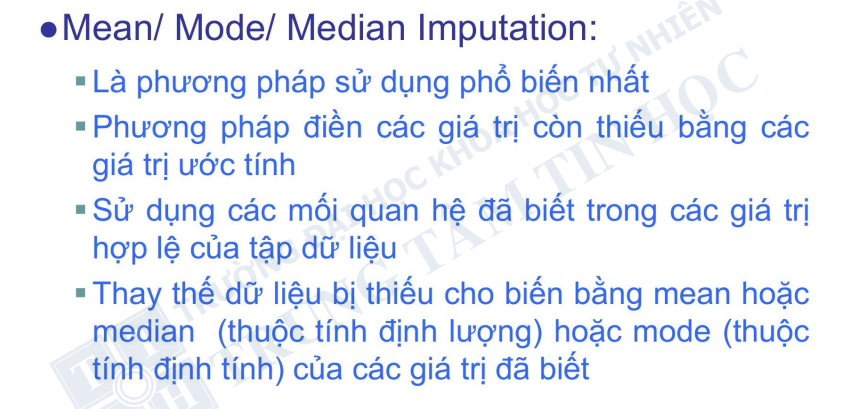 ●Mean/ Mode/ Median Imputation:
▪Là phương pháp sử dụng phổ biến nhất
▪Phương pháp điền các giá trị còn thiếu bằng các
giá trị ước tính
▪Sử dụng các mối quan hệ đã biết trong các giá trị
hợp lệ của tập dữ liệu
▪Thay thế dữ liệu bị thiếu cho biến bằng mean hoặc
median (thuộc tính định lượng) hoặc mode (thuộc
tính định tính) của các giá trị đã biết
TRƯỜNG ĐẠI HỌC KHOA HỌC TỰ NHIÊN
TRUNG TÂM TIN HỌC